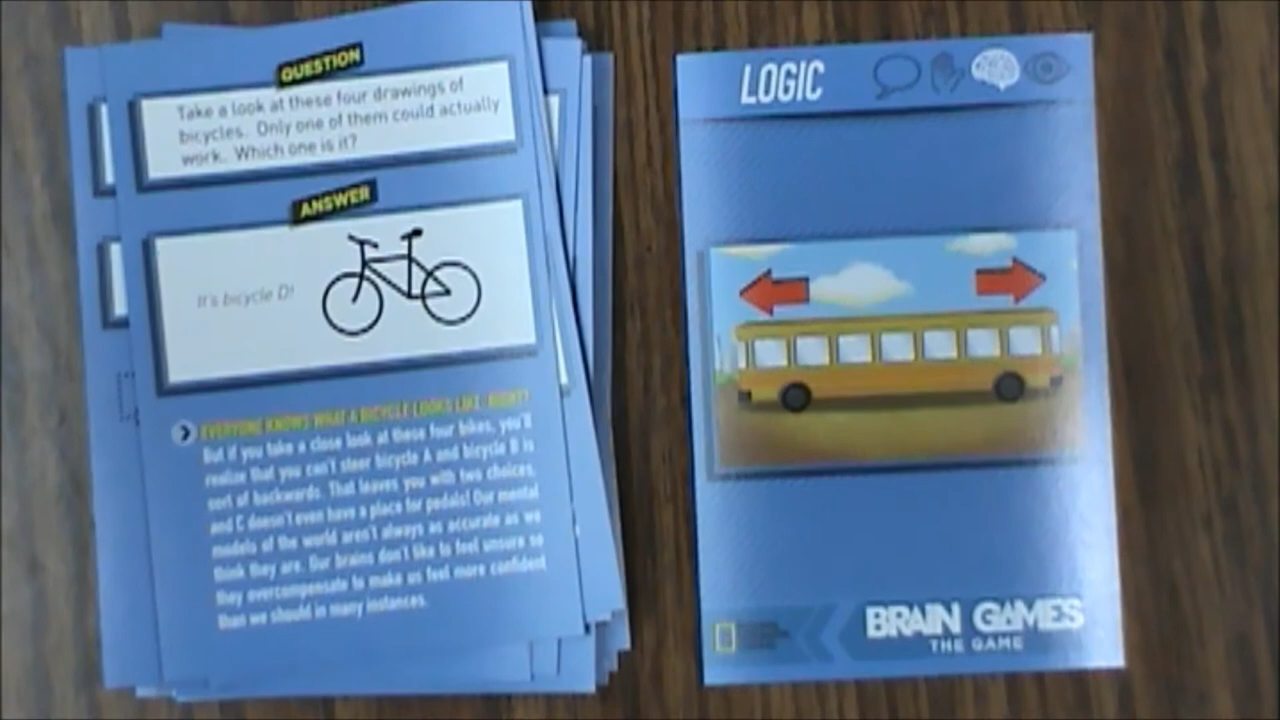 QUESTION
Take a look at these four drawings of
bicycles. Only one of them could actually
work. Which one is it?
ANSWER
It's bicycle D!
EVERYONE KNOWS WHAT A BICYCLE LOOKS LIKE, RIGHT?
But if you take a close look at these four bikes, you'll
realize that you can't steer bicycle A and bicycle B is
sort of backwards. That leaves you with two choices,
and C doesn't even have a place for pedals! Our mental
models of the world aren't always as accurate as we
think they are. Our brains don't like to feel unsure so
they overcompensate to make us feel more confident
than we should in many instances.
LOGIC
BRAIN GAMES
THE GAME